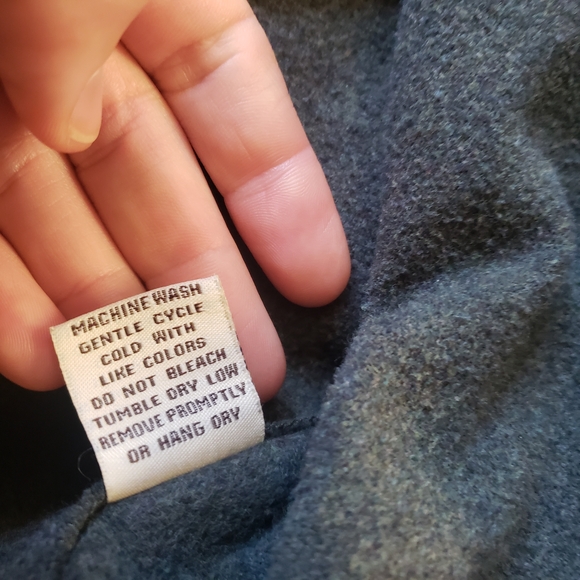 MACHINE WASH
GENTLE CYCLE
COLD WITH
LIKE COLORS
DO NOT BLEACH
TUMBLE DRY LOW
REMOVE PROMPTLY
OR HANG DRY